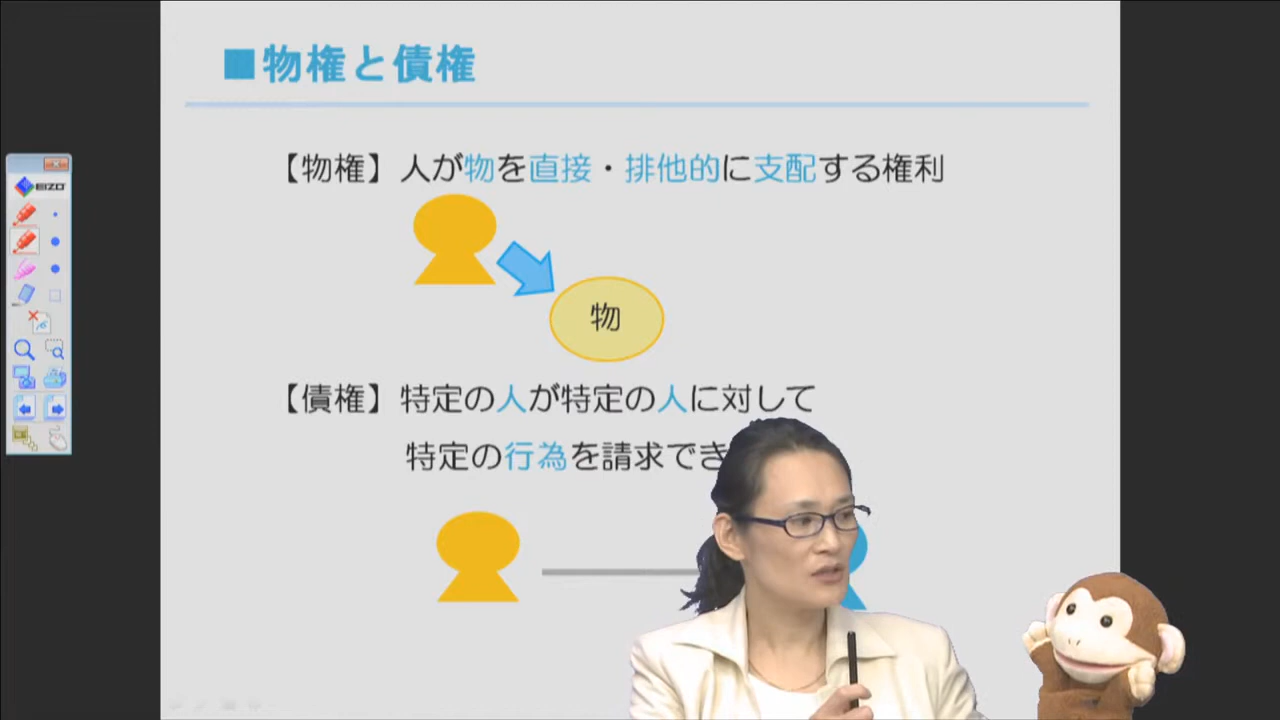 ■物権と債権
【物権】人が物を直接・排他的に支配する権利
物
【債権】特定の人が特定の人に対して
特定の行為を請求でき
EIZO